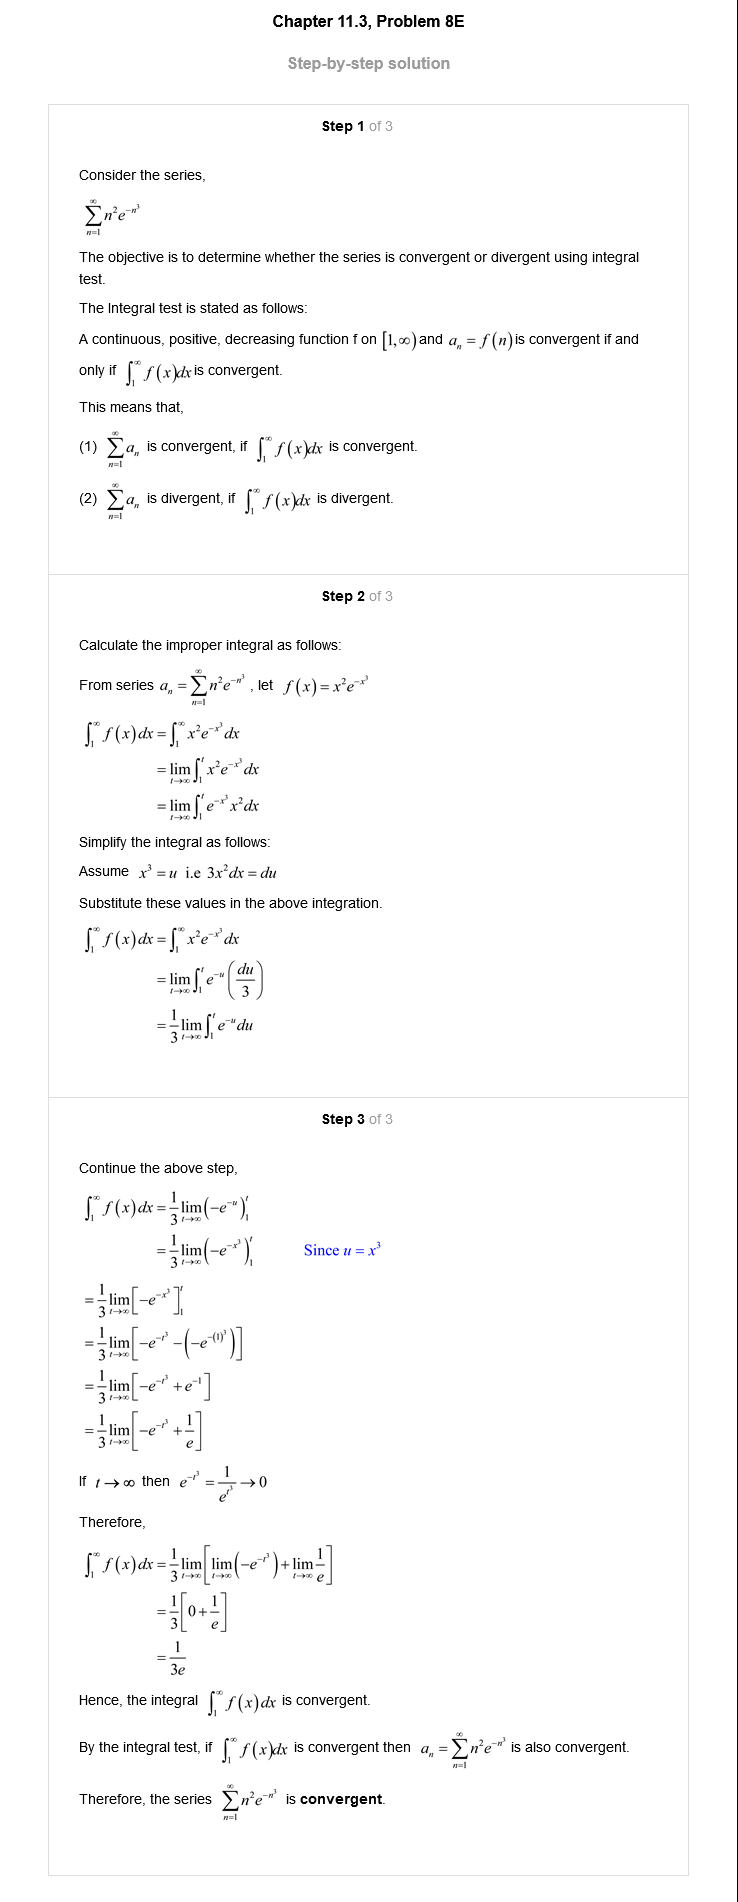 Chapter 11.3, Problem 8E
Step-by-step solution
Step 1 of 3
Consider the series,
$\sum_{n=1}^{\infty} n^2 e^{-n^3}$
The objective is to determine whether the series is convergent or divergent using integral
test.
The Integral test is stated as follows:
A continuous, positive, decreasing function f on $[1,\infty)$ and $a_n = f(n)$ is convergent if and
only if $\int_1^{\infty} f(x)dx$ is convergent.
This means that,
(1) $\sum_{n=1}^{\infty} a_n$ is convergent, if $\int_1^{\infty} f(x)dx$ is convergent.
(2) $\sum_{n=1}^{\infty} a_n$ is divergent, if $\int_1^{\infty} f(x)dx$ is divergent.
Step 2 of 3
Calculate the improper integral as follows:
From series $a_n = \sum_{n=1}^{\infty} n^2 e^{-n^3}$, let $f(x) = x^2 e^{-x^3}$
$\int_1^{\infty} f(x)dx = \int_1^{\infty} x^2 e^{-x^3} dx$
$= \lim_{t\to\infty} \int_1^t x^2 e^{-x^3} dx$
$= \lim_{t\to\infty} \int_1^t e^{-x^3} x^2 dx$
Simplify the integral as follows:
Assume $x^3 = u$ i.e $3x^2 dx = du$
Substitute these values in the above integration.
$\int_1^{\infty} f(x)dx = \int_1^{\infty} x^2 e^{-x^3} dx$
$= \lim_{t\to\infty} \int_1^t e^{-u} \left(\frac{du}{3}\right)$
$= \frac{1}{3} \lim_{t\to\infty} \int_1^t e^{-u} du$
Step 3 of 3
Continue the above step,
$\int_1^{\infty} f(x)dx = \frac{1}{3} \lim_{t\to\infty} \left(-e^{-u}\right)_1^t$
$= \frac{1}{3} \lim_{t\to\infty} \left(-e^{-x^3}\right)_1^t$ Since $u = x^3$
$= \frac{1}{3} \lim_{t\to\infty} \left[-e^{-x^3}\right]_1^t$
$= \frac{1}{3} \lim_{t\to\infty} \left[-e^{-t^3} - \left(-e^{-(1)^3}\right)\right]$
$= \frac{1}{3} \lim_{t\to\infty} \left[-e^{-t^3} + e^{-1}\right]$
$= \frac{1}{3} \lim_{t\to\infty} \left[-e^{-t^3} + \frac{1}{e}\right]$
If $t \to \infty$ then $e^{-t^3} = \frac{1}{e^{t^3}} \to 0$
Therefore,
$\int_1^{\infty} f(x)dx = \frac{1}{3} \lim_{t\to\infty} \left[\lim_{t\to\infty} \left(-e^{-t^3}\right) + \lim_{t\to\infty} \frac{1}{e}\right]$
$= \frac{1}{3} \left[0 + \frac{1}{e}\right]$
$= \frac{1}{3e}$
Hence, the integral $\int_1^{\infty} f(x)dx$ is convergent.
By the integral test, if $\int_1^{\infty} f(x)dx$ is convergent then $a_n = \sum_{n=1}^{\infty} n^2 e^{-n^3}$ is also convergent.
Therefore, the series $\sum_{n=1}^{\infty} n^2 e^{-n^3}$ is convergent.